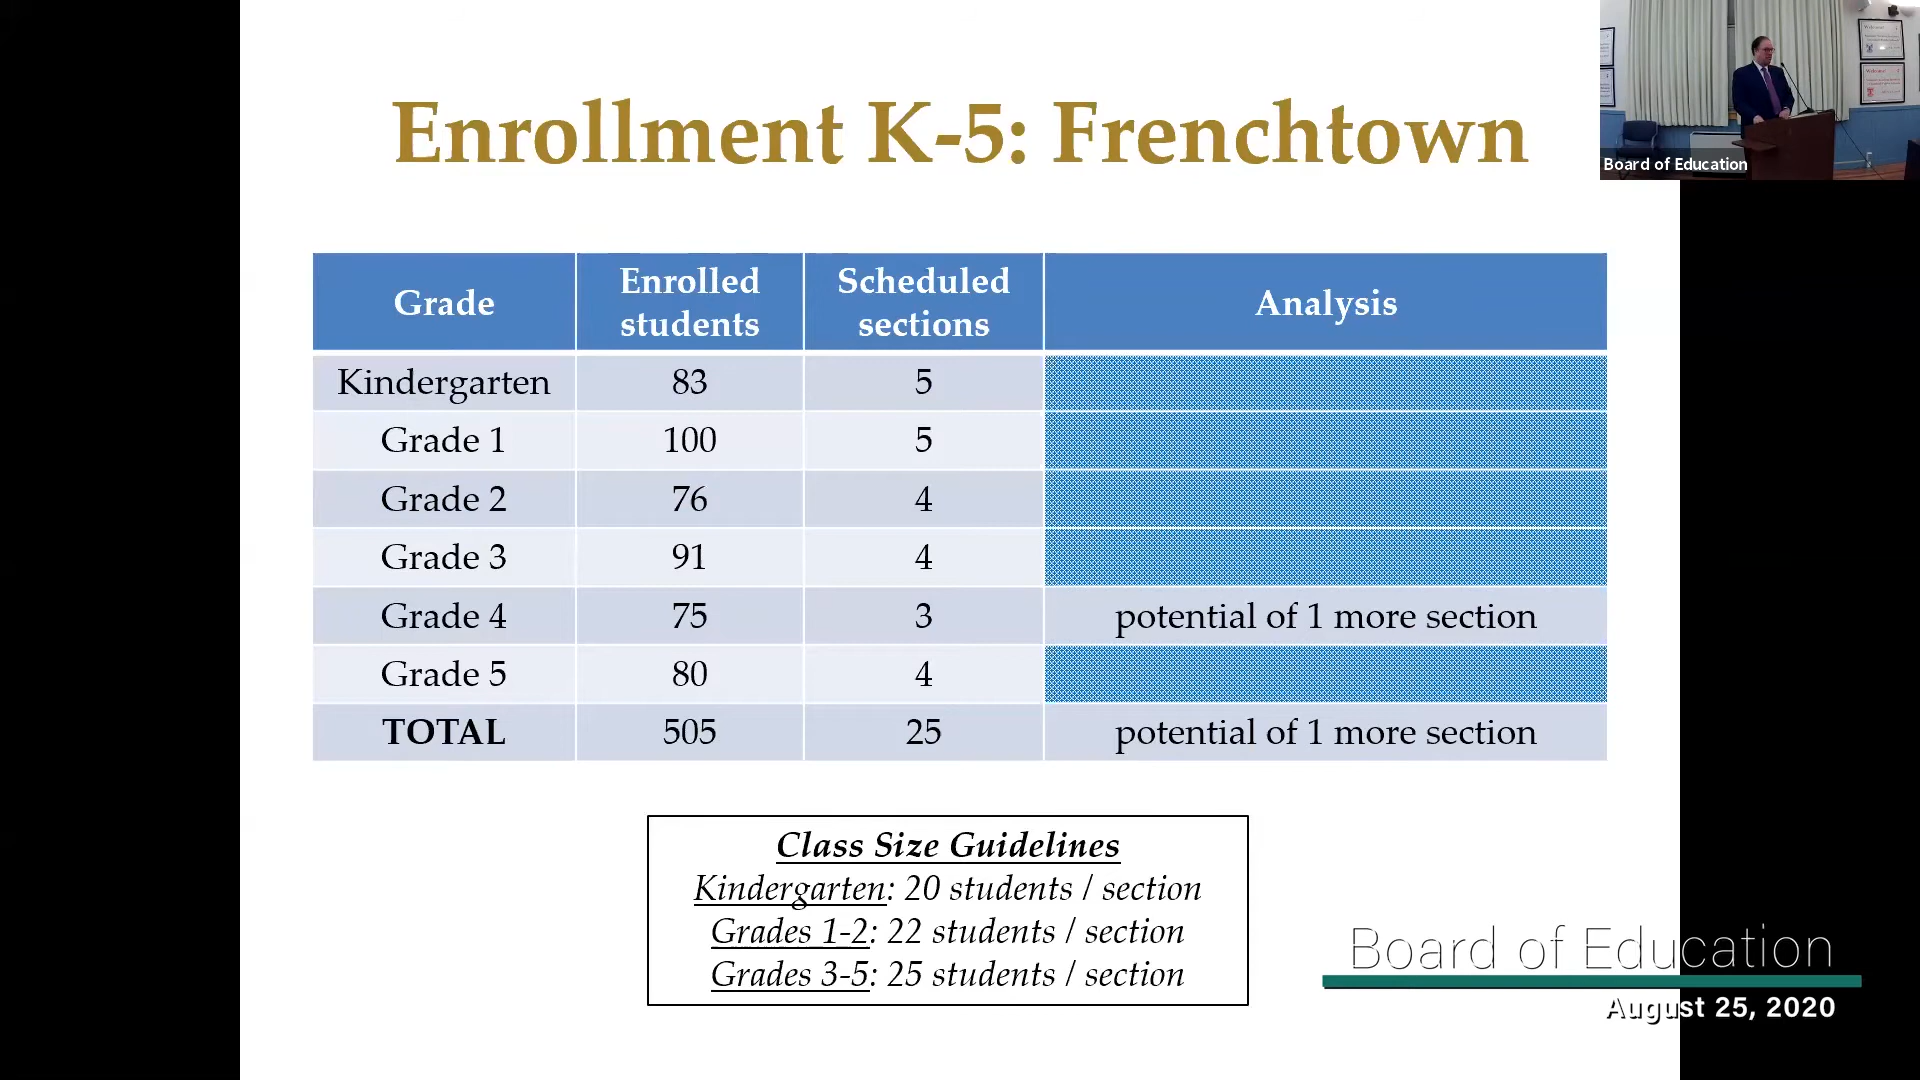 Enrollment K-5: Frenchtown
Board of Education
Grade Enrolled students Scheduled sections Analysis
Kindergarten 83 5
Grade 1 100 5
Grade 2 76 4
Grade 3 91 4
Grade 4 75 3 potential of 1 more section
Grade 5 80 4
TOTAL 505 25 potential of 1 more section
Class Size Guidelines
Kindergarten: 20 students / section
Grades 1-2: 22 students / section
Grades 3-5: 25 students / section
Board of Education
August 25, 2020